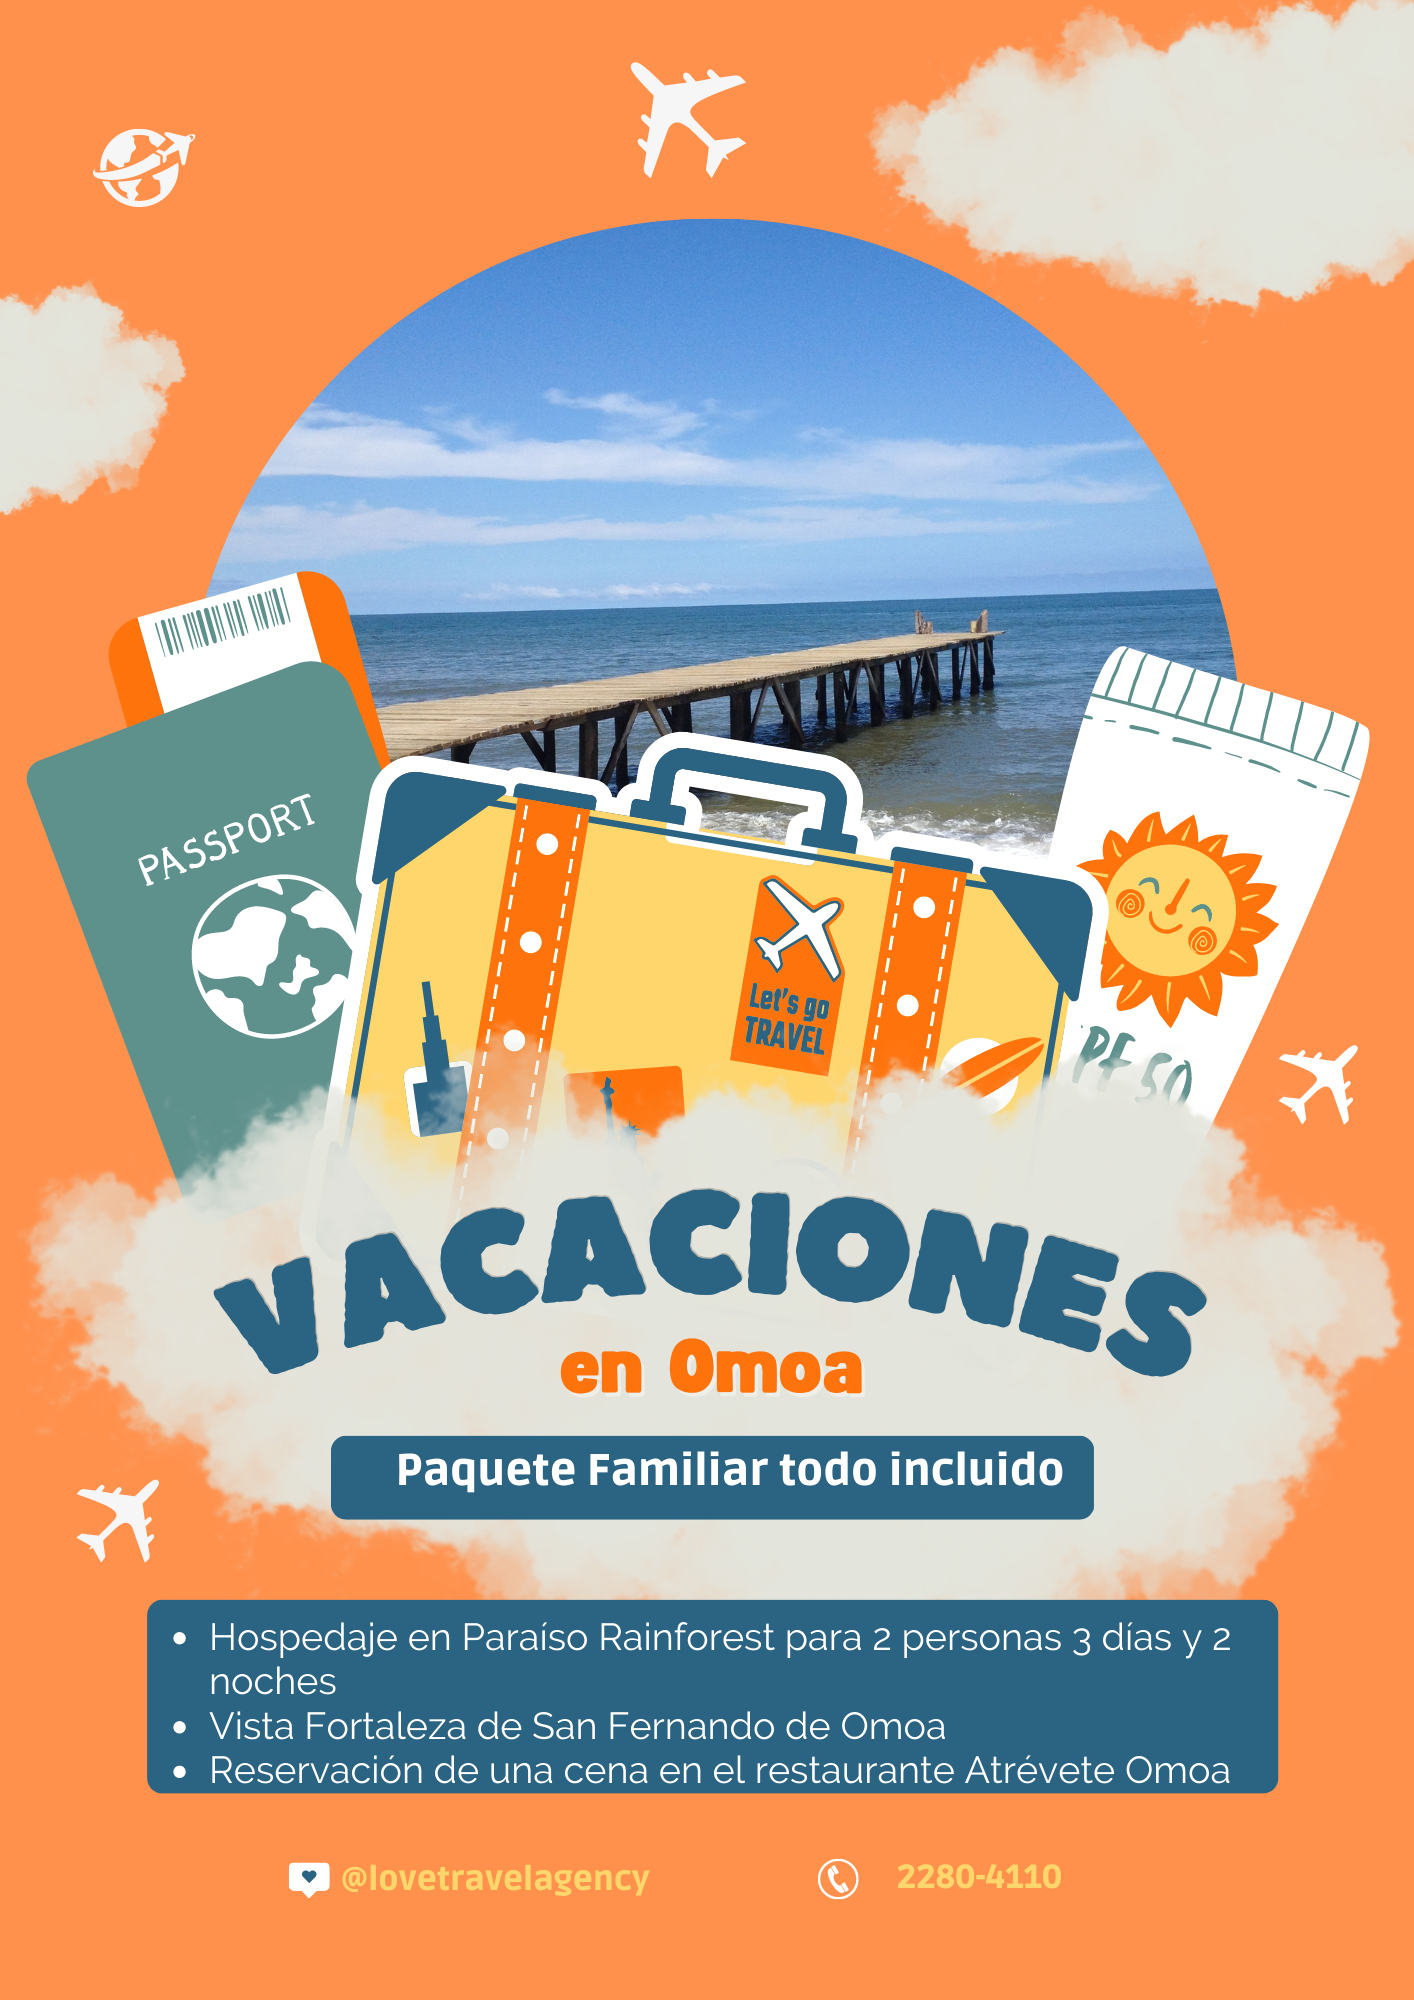 PASSPORT
Let's go
TRAVEL
PF 50
VACACIONES
en Omoa
Paquete Familiar todo incluido
• Hospedaje en Paraíso Rainforest para 2 personas 3 días y 2
noches
• Vista Fortaleza de San Fernando de Omoa
• Reservación de una cena en el restaurante Atrévete Omoa
@lovetravelagency
2280-4110